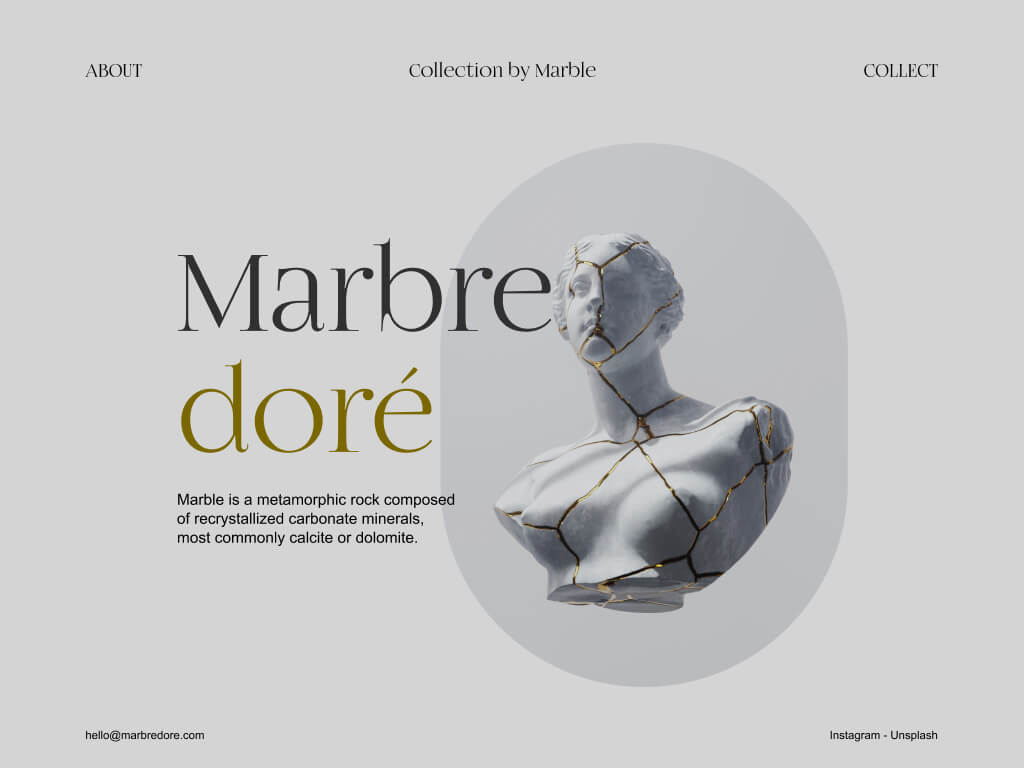 ABOUT
Collection by Marble
COLLECT
Marbre
doré
Marble is a metamorphic rock composed
of recrystallized carbonate minerals,
most commonly calcite or dolomite.
hello@marbredore.com
Instagram - Unsplash